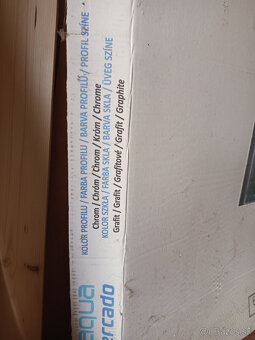 KOLOR PROFILU / FARBA PROFILU / BARVA PROFILŮ / PROFIL SZÍNE
Chrom / Chróm / Chrom / Króm / Chrome
KOLOR SZKŁA / FARBA SKLA / BARVA SKLA / ÜVEG SZÍNE
Grafit / Grafit / Grafitové / Grafit / Graphite
aqua
ercado